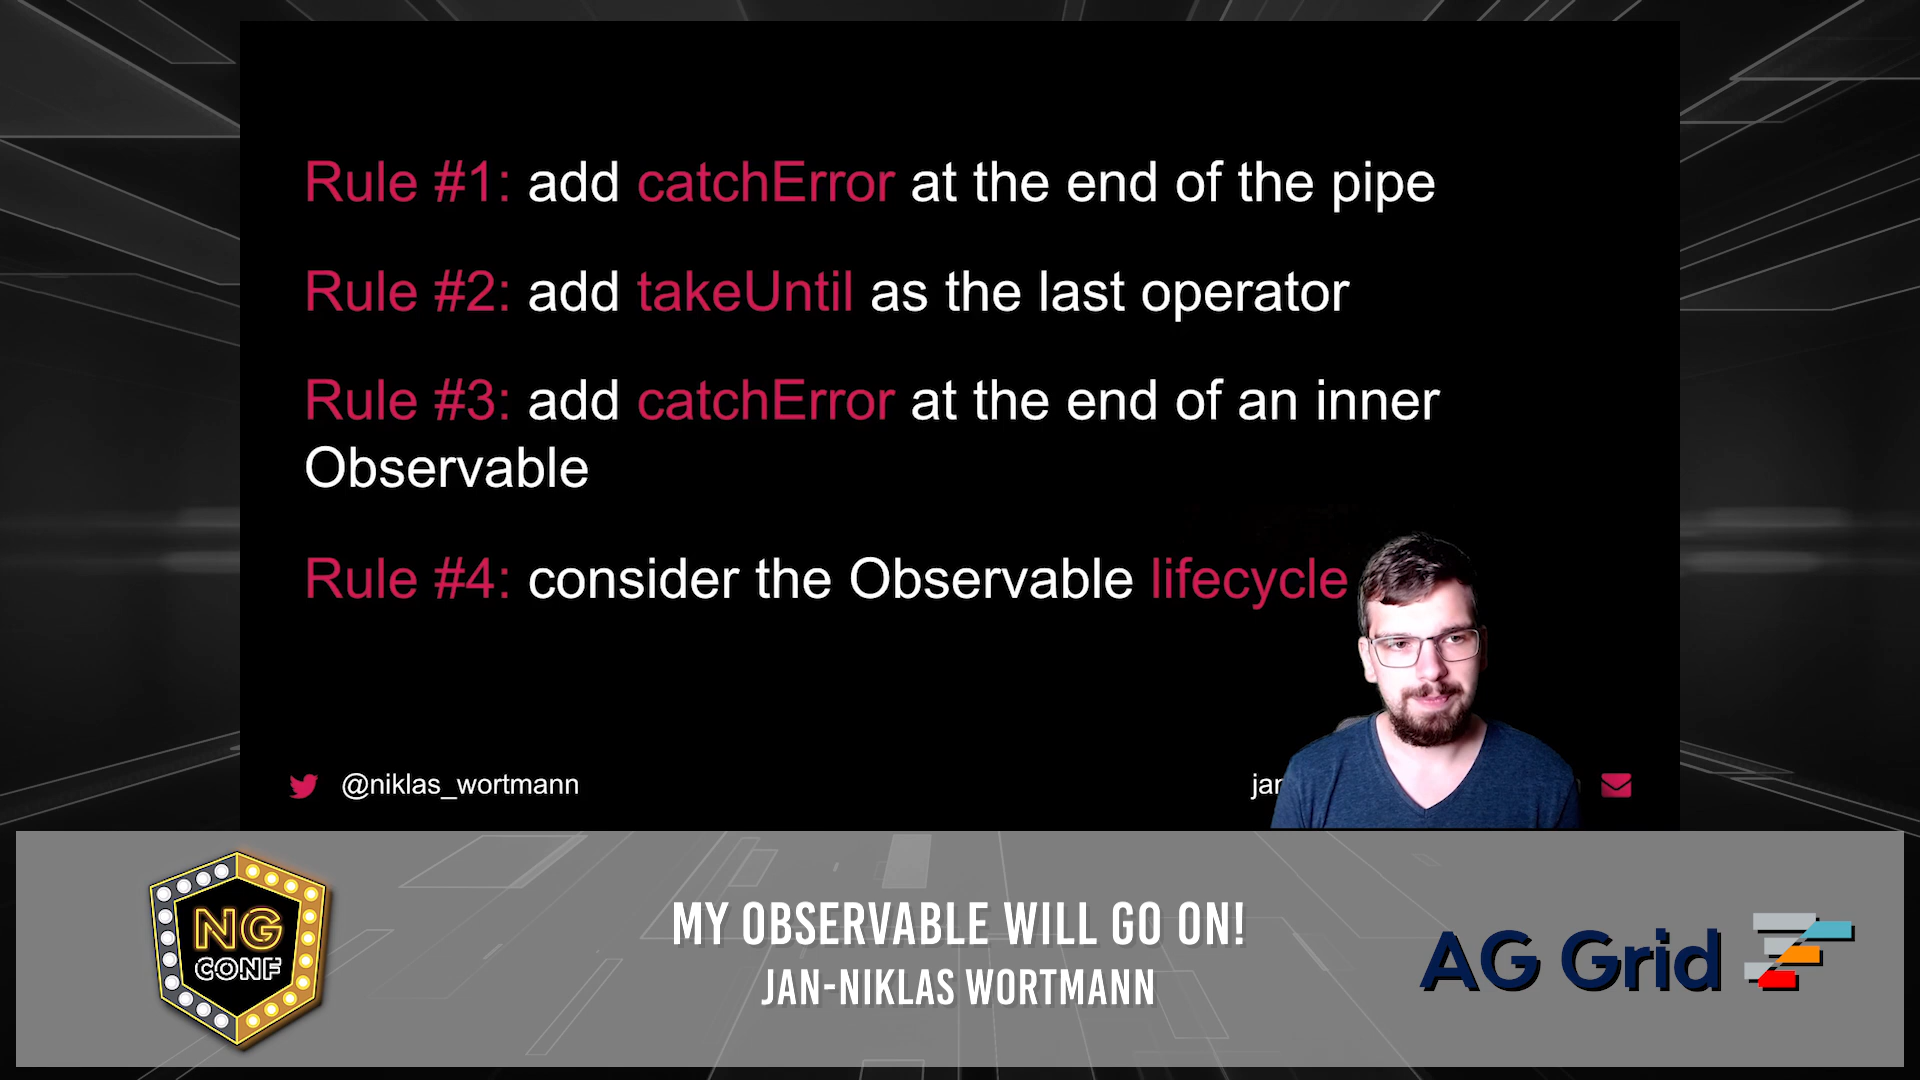 Rule #1: add catchError at the end of the pipe
Rule #2: add takeUntil as the last operator
Rule #3: add catchError at the end of an inner
Observable
Rule #4: consider the Observable lifecycle
@niklas_wortmann
NG
CONF
MY OBSERVABLE WILL GO ON!
JAN-NIKLAS WORTMANN
AG Grid